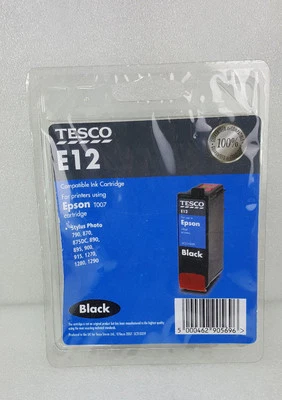 TESCO
E12
Compatible Ink Cartridge
For printers using
Epson T007
cartridge
Stylus Photo
790, 870,
875DC, 890,
895, 900,
915, 1270,
1280, 1290
Black
100%
TESCO
E12
Epson
Black
5 000462 905696 >